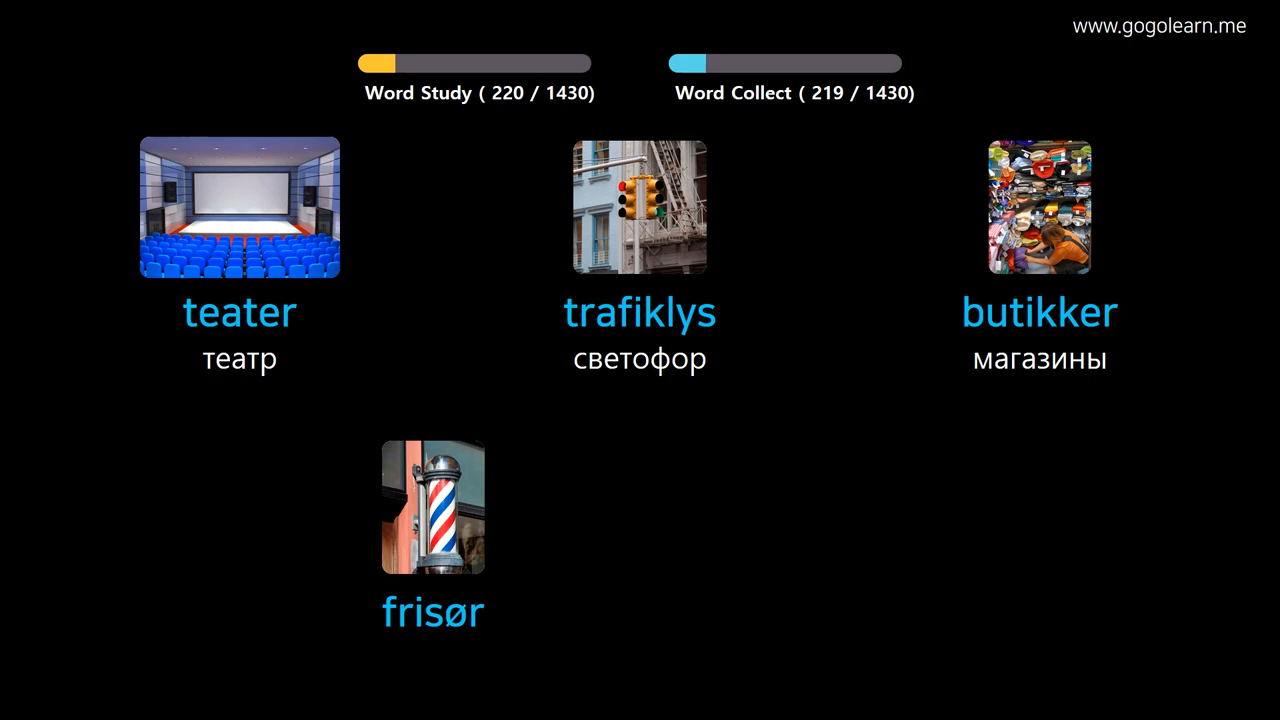 www.gogolearn.me
Word Study ( 220 / 1430)
Word Collect ( 219 / 1430)
teater
театр
trafiklys
светофор
butikker
магазины
frisør